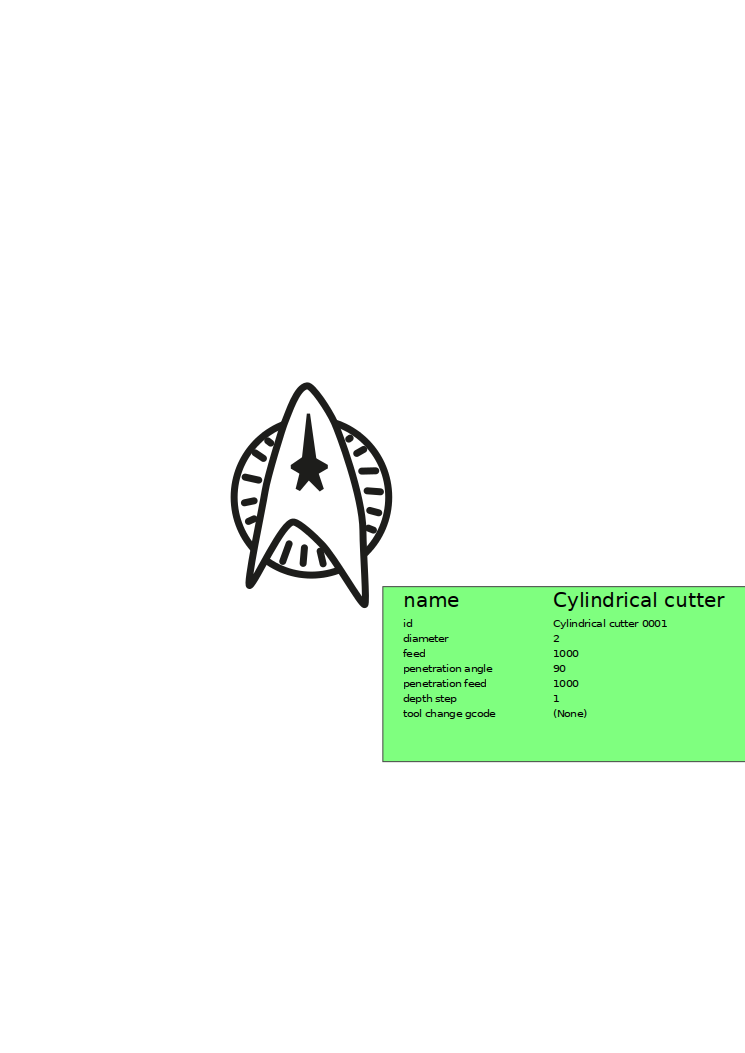 name Cylindrical cutter
id Cylindrical cutter 0001
diameter 2
feed 1000
penetration angle 90
penetration feed 1000
depth step 1
tool change gcode (None)